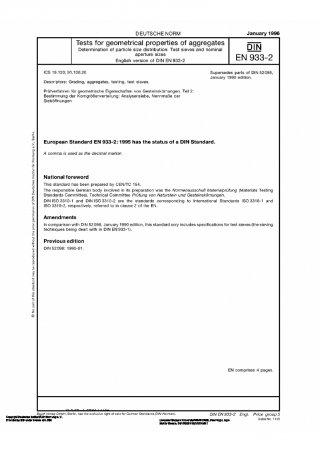 DEUTSCHE NORM
January 1996
Tests for geometrical properties of aggregates
Determination of particle size distribution Test sieves and nominal
aperture sizes
English version of DIN EN 933-2
DIN
EN 933-2
ICS 19.120; 91.100.20
Descriptors: Grading, aggregates, testing, test sieves.
Prüfverfahren für geometrische Eigenschaften von Gesteinskörnungen. Teil 2:
Bestimmung der Korngrößenverteilung; Analysensiebe, Nennmaße der
Sieböffnungen
Supersedes parts of DIN 52098,
January 1990 edition.
European Standard EN 933-2 : 1995 has the status of a DIN Standard.
A comma is used as the decimal marker.
National foreword
This standard has been prepared by CEN/TC 154.
The responsible German body involved in its preparation was the Normenausschuß Materialprüfung (Materials Testing
Standards Committee), Technical Committee Prüfung von Naturstein und Gesteinskörnungen.
DIN ISO 3310-1 and DIN ISO 3310-2 are the standards corresponding to International Standards ISO 3310-1 and
ISO 3310-2, respectively, referred to in clause 2 of the EN.
Amendments
In comparison with DIN 52098, January 1990 edition, this standard only includes specifications for test sieves (the sieving
techniques being dealt with in DIN EN 933-1).
Previous edition
DIN 52098: 1990-01
EN comprises 4 pages.
DIN EN 933-2 Engl. Price group 5